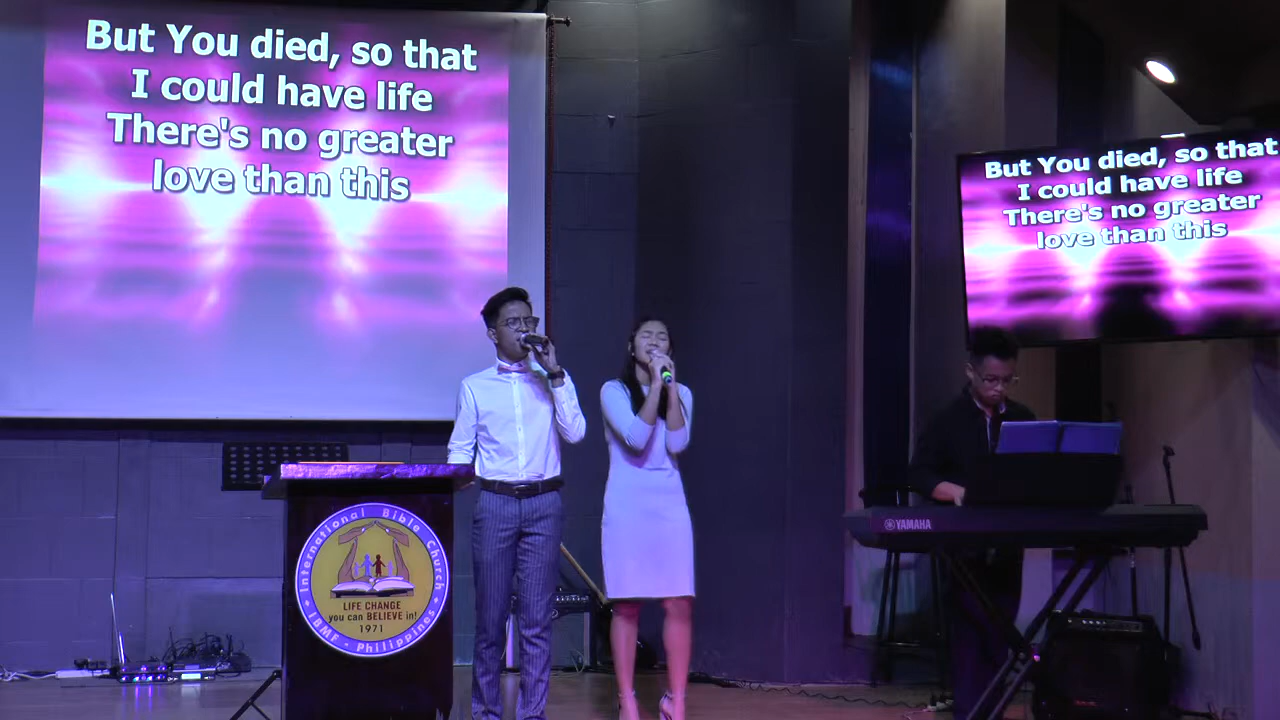 But You died, so that
I could have life
There's no greater
love than this
But You died, so that
I could have life
There's no greater
love than this
YAMAHA
International Bible Church
LIFE CHANGE
you can BELIEVE in!
1971
IBMF - Philippines